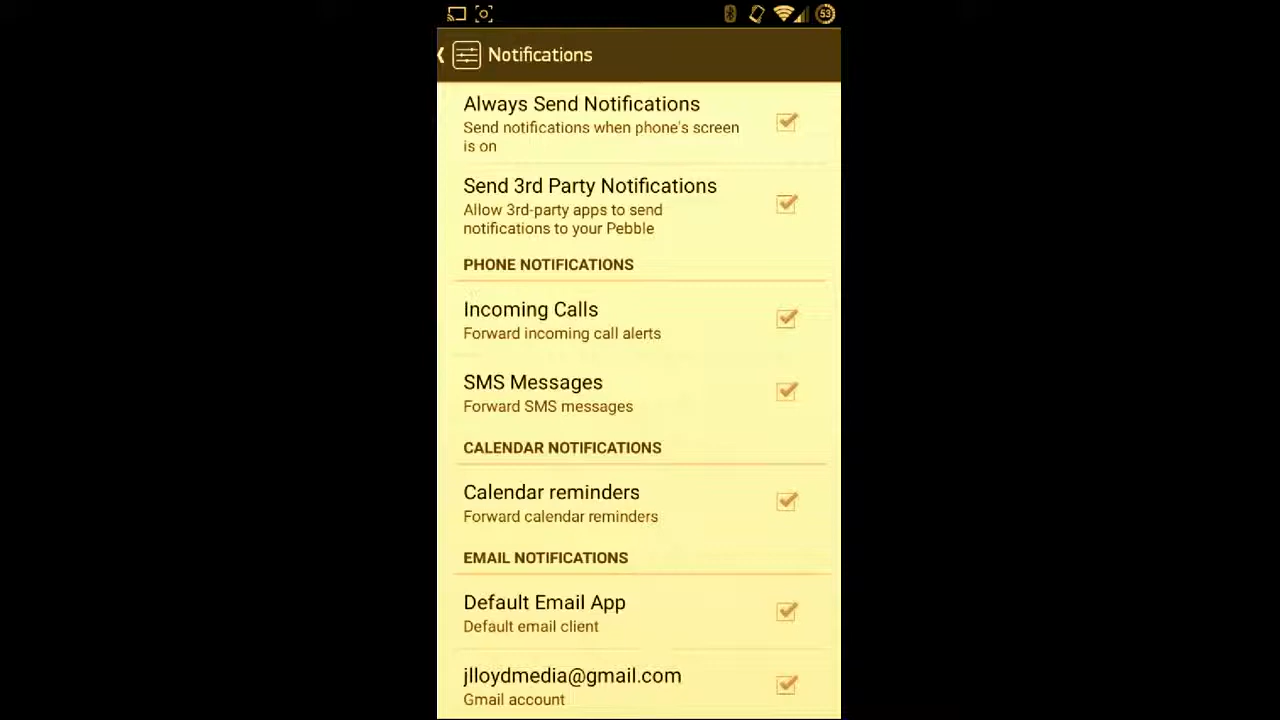 53
Notifications
Always Send Notifications
Send notifications when phone's screen
is on
Send 3rd Party Notifications
Allow 3rd-party apps to send
notifications to your Pebble
PHONE NOTIFICATIONS
Incoming Calls
Forward incoming call alerts
SMS Messages
Forward SMS messages
CALENDAR NOTIFICATIONS
Calendar reminders
Forward calendar reminders
EMAIL NOTIFICATIONS
Default Email App
Default email client
jlloydmedia@gmail.com
Gmail account